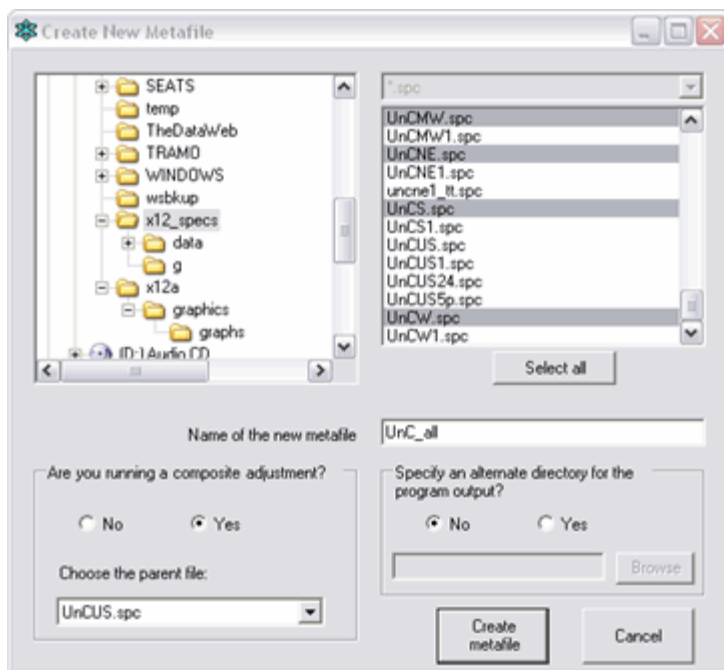 Create New Metafile
SEATS
temp
TheDataWeb
TRAMO
WINDOWS
wsbkup
x12_specs
data
g
x12a
graphics
graphs
(D:) Audio CD
*.spc
UnCMW.spc
UnCMW1.spc
UnCNE.spc
UnCNE1.spc
uncne1_tt.spc
UnCS.spc
UnCS1.spc
UnCUS.spc
UnCUS1.spc
UnCUS24.spc
UnCUS5p.spc
UnCW.spc
UnCW1.spc
Select all
Name of the new metafile
UnC_all
Are you running a composite adjustment?
No
Yes
Choose the parent file:
UnCUS.spc
Specify an alternate directory for the
program output?
No
Yes
Browse
Create
metafile
Cancel